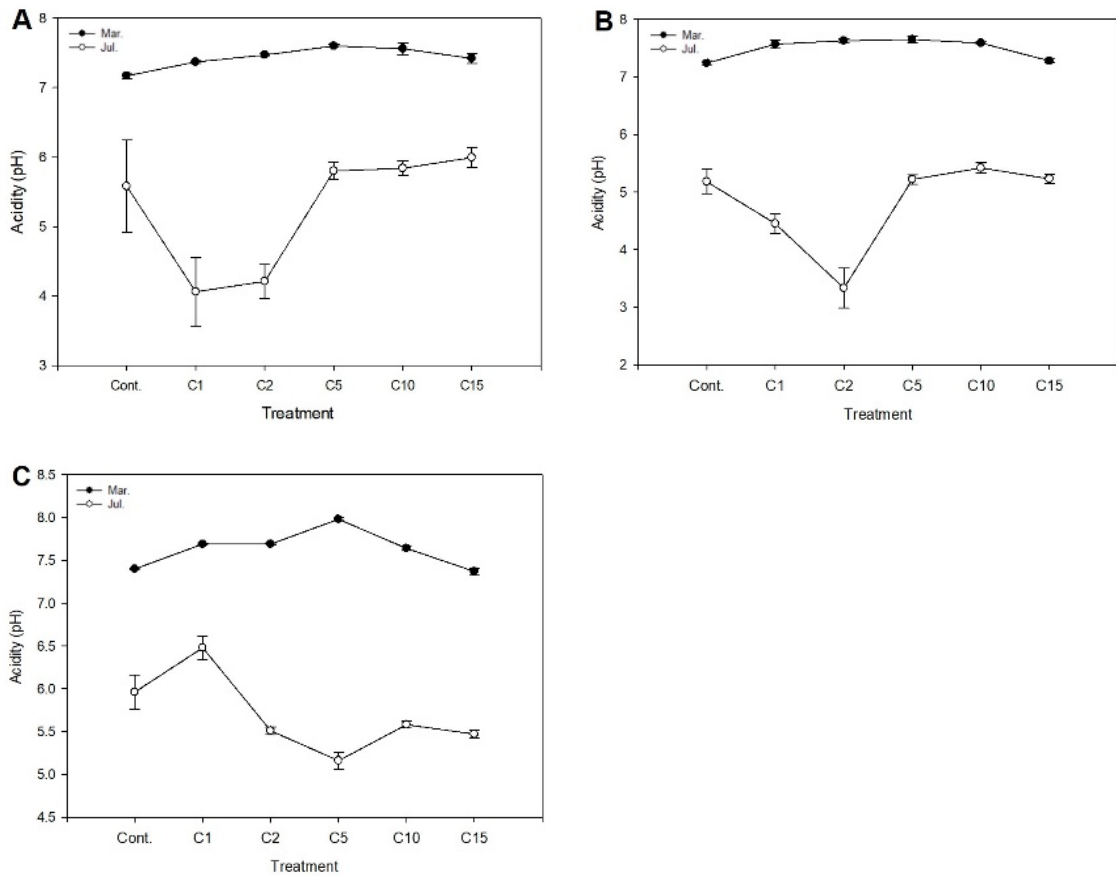 A
8
7
6
5
4
3
Acidity (pH)
Mar.
Jul.
Cont. C1 C2 C5 C10 C15
Treatment
B
8
7
6
5
4
3
2
Acidity (pH)
Mar.
Jul.
Cont. C1 C2 C5 C10 C15
Treatment
C
8.5
8.0
7.5
7.0
6.5
6.0
5.5
5.0
4.5
Acidity (pH)
Mar.
Jul.
Cont. C1 C2 C5 C10 C15
Treatment